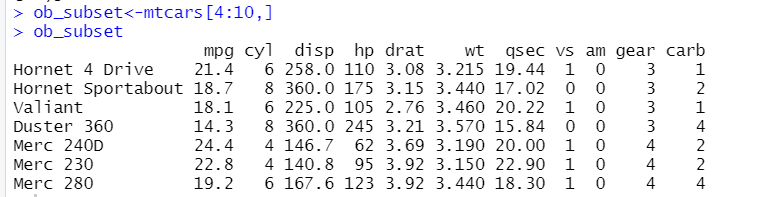 > ob_subset<-mtcars[4:10,]
> ob_subset
mpg cyl disp hp drat wt qsec vs am gear carb
Hornet 4 Drive 21.4 6 258.0 110 3.08 3.215 19.44 1 0 3 1
Hornet Sportabout 18.7 8 360.0 175 3.15 3.440 17.02 0 0 3 2
Valiant 18.1 6 225.0 105 2.76 3.460 20.22 1 0 3 1
Duster 360 14.3 8 360.0 245 3.21 3.570 15.84 0 0 3 4
Merc 240D 24.4 4 146.7 62 3.69 3.190 20.00 1 0 4 2
Merc 230 22.8 4 140.8 95 3.92 3.150 22.90 1 0 4 2
Merc 280 19.2 6 167.6 123 3.92 3.440 18.30 1 0 4 4